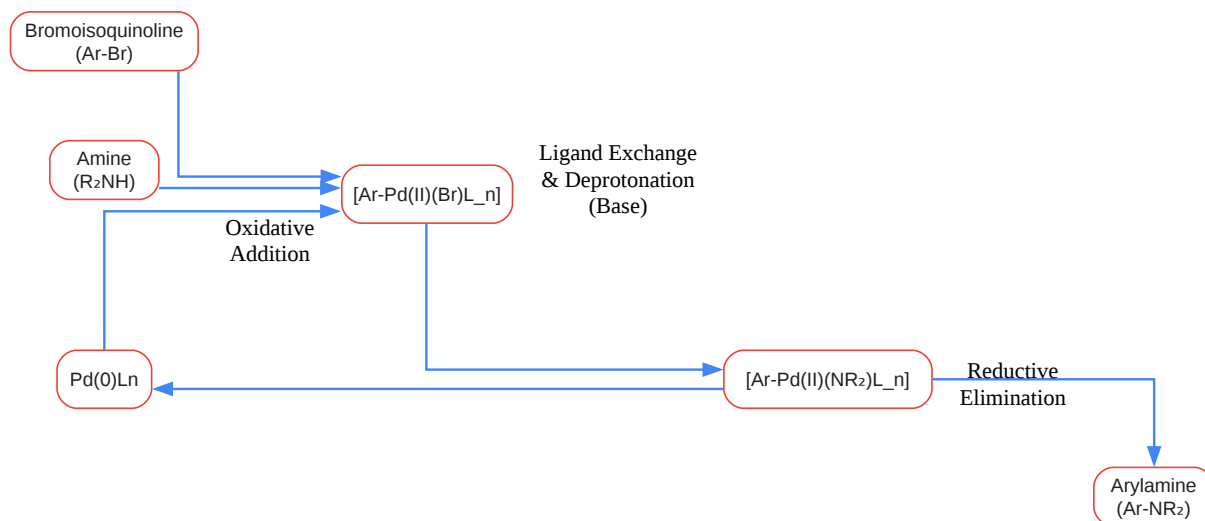 Bromoisoquinoline
(Ar-Br)
Amine
(R₂NH)
[Ar-Pd(II)(Br)L_n]
Ligand Exchange
& Deprotonation
(Base)
Oxidative
Addition
Pd(0)Ln
[Ar-Pd(II)(NR₂)L_n]
Reductive
Elimination
Arylamine
(Ar-NR₂)